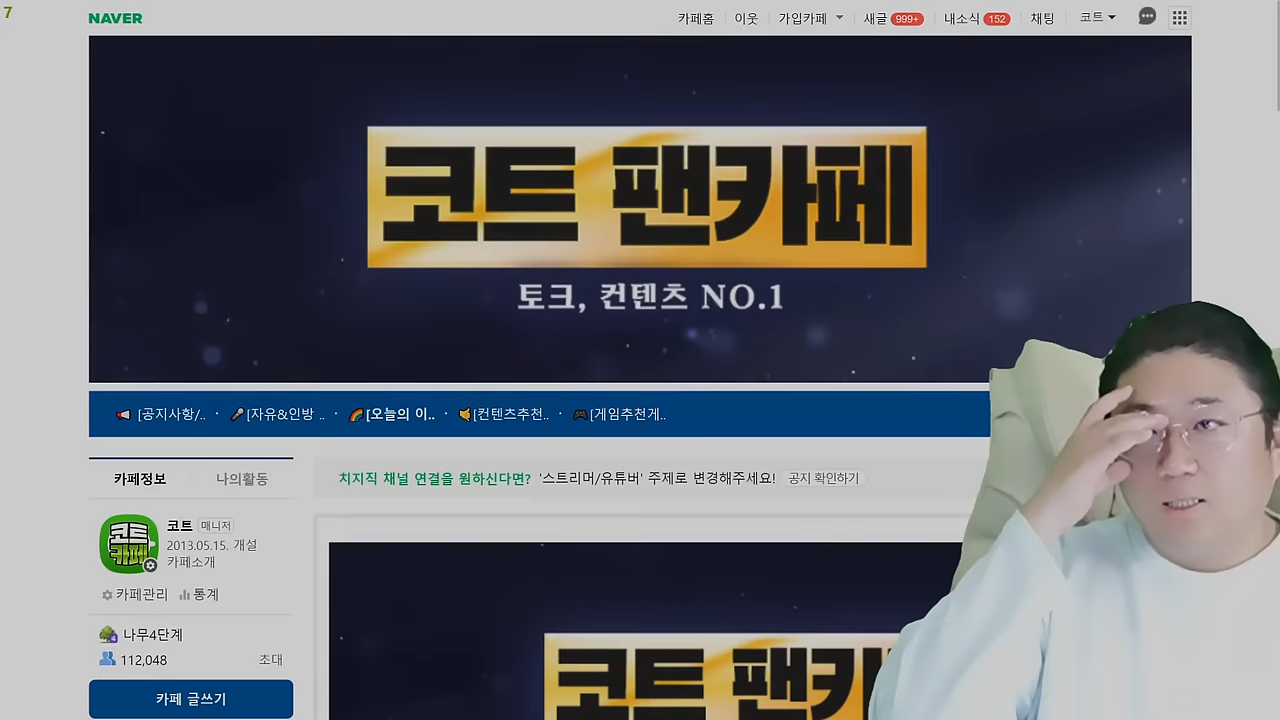 7
NAVER
카페홈 이웃 가입카페 새글 999+ 내소식 152 채팅 코트
코트 팬카페
토크, 컨텐츠 NO.1
[공지사항/.. · [자유&인방 .. · [오늘의 이.. · [컨텐츠추천.. · [게임추천게..
카페정보 나의활동
치지직 채널 연결을 원하신다면? '스트리머/유튜버' 주제로 변경해주세요! 공지 확인하기
코트카페
코트 매니저
2013.05.15. 개설
카페소개
카페관리 통계
나무4단계
112,048 초대
카페 글쓰기
코트 팬카